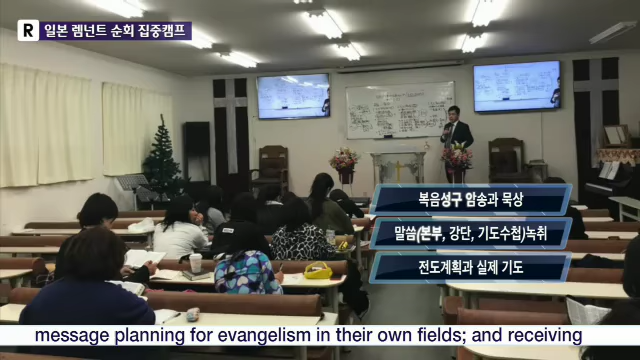 R 일본 렘넌트 순회 집중캠프
복음성구 암송과 묵상
말씀(본부, 강단, 기도수첩)녹취
전도계획과 실제 기도
message planning for evangelism in their own fields; and receiving